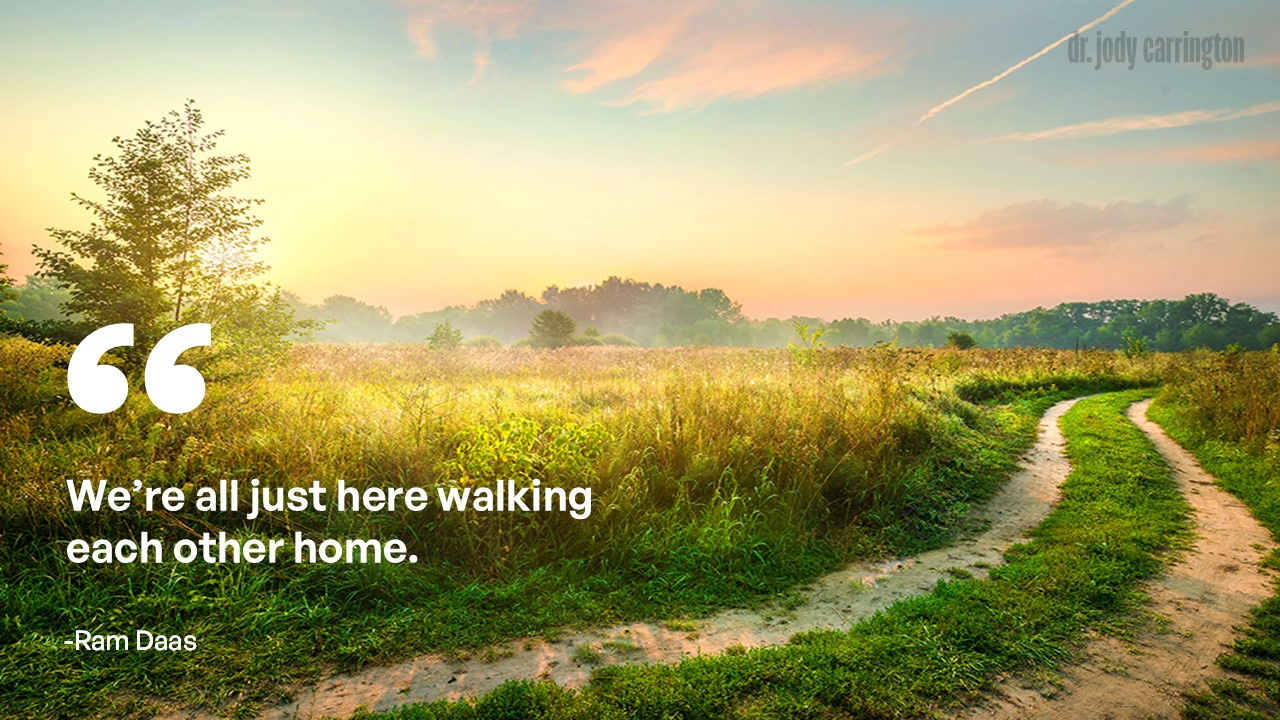 dr. jody carrington
“
We’re all just here walking
each other home.
-Ram Daas